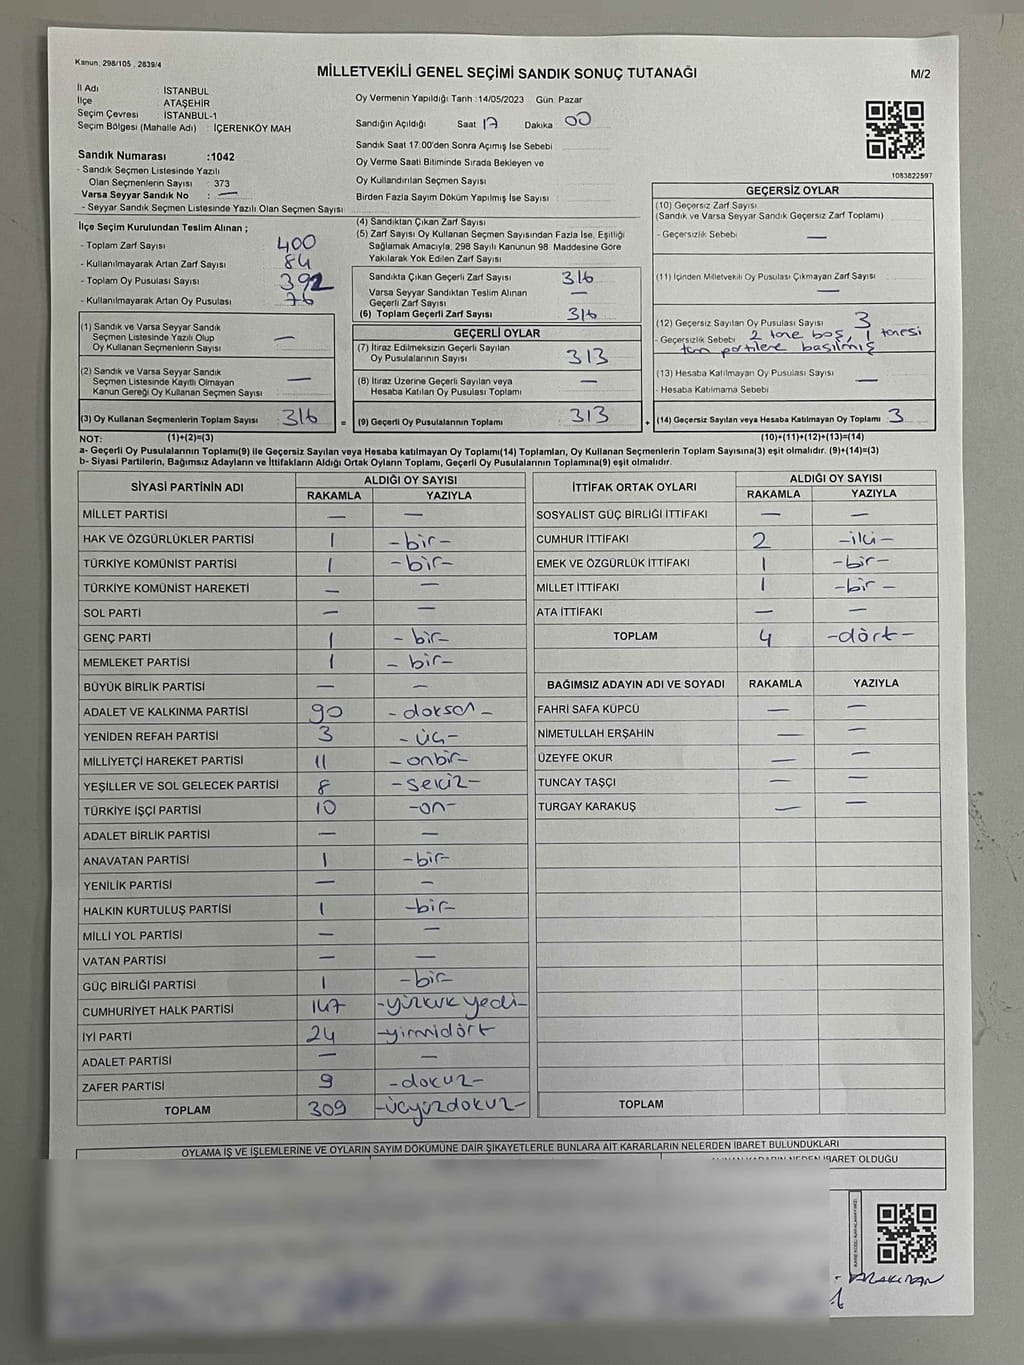 Kanun, 298/105 , 2839/4
MİLLETVEKİLİ GENEL SEÇİMİ SANDIK SONUÇ TUTANAĞI
M/2
İl Adı İSTANBUL
İlçe ATAŞEHİR
Seçim Çevresi İSTANBUL-1
Seçim Bölgesi (Mahalle Adı) : İÇERENKÖY MAH
Sandık Numarası :1042
- Sandık Seçmen Listesinde Yazılı
Olan Seçmenlerin Sayısı : 373
Varsa Seyyar Sandık No : —
- Seyyar Sandık Seçmen Listesinde Yazılı Olan Seçmen Sayısı
İlçe Seçim Kurulundan Teslim Alınan ;
- Toplam Zarf Sayısı 400
- Kullanılmayarak Artan Zarf Sayısı 84
- Toplam Oy Pusulası Sayısı 392
- Kullanılmayarak Artan Oy Pusulası 76
Oy Vermenin Yapıldığı Tarih :14/05/2023 Gün: Pazar
Sandığın Açıldığı Saat 17 Dakika 00
Sandık Saat 17:00'den Sonra Açılmış İse Sebebi
Oy Verme Saati Bitiminde Sırada Bekleyen ve
Oy Kullandırılan Seçmen Sayısı
Birden Fazla Sayım Döküm Yapılmış İse Sayısı
(4) Sandıktan Çıkan Zarf Sayısı
(5) Zarf Sayısı Oy Kullanan Seçmen Sayısından Fazla İse, Eşitliği
Sağlamak Amacıyla, 298 Sayılı Kanunun 98 Maddesine Göre
Yakılarak Yok Edilen Zarf Sayısı
1083822597
(1) Sandık ve Varsa Seyyar Sandık
Seçmen Listesinde Yazılı Olup
Oy Kullanan Seçmenlerin Sayısı —
(2) Sandık ve Varsa Seyyar Sandık
Seçmen Listesinde Kayıtlı Olmayan
Kanun Gereği Oy Kullanan Seçmen Sayısı —
(3) Oy Kullanan Seçmenlerin Toplam Sayısı 316 =
Sandıkta Çıkan Geçerli Zarf Sayısı 316
Varsa Seyyar Sandıktan Teslim Alınan
Geçerli Zarf Sayısı —
(6) Toplam Geçerli Zarf Sayısı 316
GEÇERLİ OYLAR
(7) İtiraz Edilmeksizin Geçerli Sayılan
Oy Pusulalarının Sayısı 313
(8) İtiraz Üzerine Geçerli Sayılan veya
Hesaba Katılan Oy Pusulası Toplamı —
(9) Geçerli Oy Pusulalarının Toplamı 313 +
GEÇERSİZ OYLAR
(10) Geçersiz Zarf Sayısı
(Sandık ve Varsa Seyyar Sandık Geçersiz Zarf Toplamı)
- Geçersizlik Sebebi —
(11) İçinden Milletvekili Oy Pusulası Çıkmayan Zarf Sayısı
—
(12) Geçersiz Sayılan Oy Pusulası Sayısı 3
- Geçersizlik Sebebi 2 tane boş, 1 tanesi
tüm partilere basılmış
(13) Hesaba Katılmayan Oy Pusulası Sayısı —
- Hesaba Katılmama Sebebi
(14) Geçersiz Sayılan veya Hesaba Katılmayan Oy Toplamı 3
NOT: (1)+(2)=(3) (10)+(11)+(12)+(13)=(14)
a- Geçerli Oy Pusulalarının Toplamı(9) ile Geçersiz Sayılan veya Hesaba katılmayan Oy Toplamı(14) Toplamları, Oy Kullanan Seçmenlerin Toplam Sayısına(3) eşit olmalıdır. (9)+(14)=(3)
b- Siyasi Partilerin, Bağımsız Adayların ve İttifakların Aldığı Ortak Oyların Toplamı, Geçerli Oy Pusulalarının Toplamına(9) eşit olmalıdır.
SİYASİ PARTİNİN ADI ALDIĞI OY SAYISI
RAKAMLA YAZIYLA
MİLLET PARTİSİ — —
HAK VE ÖZGÜRLÜKLER PARTİSİ 1 -bir-
TÜRKİYE KOMÜNİST PARTİSİ 1 -bir-
TÜRKİYE KOMÜNİST HAREKETİ — —
SOL PARTİ — —
GENÇ PARTİ 1 -bir-
MEMLEKET PARTİSİ 1 -bir-
BÜYÜK BİRLİK PARTİSİ — —
ADALET VE KALKINMA PARTİSİ 90 -doksan-
YENİDEN REFAH PARTİSİ 3 -üç-
MİLLİYETÇİ HAREKET PARTİSİ 11 -onbir-
YEŞİLLER VE SOL GELECEK PARTİSİ 8 -sekiz-
TÜRKİYE İŞÇİ PARTİSİ 10 -on-
ADALET BİRLİK PARTİSİ — —
ANAVATAN PARTİSİ 1 -bir-
YENİLİK PARTİSİ — —
HALKIN KURTULUŞ PARTİSİ 1 -bir-
MİLLİ YOL PARTİSİ — —
VATAN PARTİSİ — —
GÜÇ BİRLİĞİ PARTİSİ 1 -bir-
CUMHURİYET HALK PARTİSİ 147 -yüzkırkyedi-
İYİ PARTİ 24 -yirmidört
ADALET PARTİSİ — —
ZAFER PARTİSİ 9 -dokuz-
TOPLAM 309 -üçyüzdokuz-
İTTİFAK ORTAK OYLARI ALDIĞI OY SAYISI
RAKAMLA YAZIYLA
SOSYALİST GÜÇ BİRLİĞİ İTTİFAKI — —
CUMHUR İTTİFAKI 2 -iki-
EMEK VE ÖZGÜRLÜK İTTİFAKI 1 -bir-
MİLLET İTTİFAKI 1 -bir-
ATA İTTİFAKI — —
TOPLAM 4 -dört-
BAĞIMSIZ ADAYIN ADI VE SOYADI RAKAMLA YAZIYLA
FAHRİ SAFA KÜPCÜ — —
NİMETULLAH ERŞAHİN — —
ÜZEYFE OKUR — —
TUNCAY TAŞÇI — —
TURGAY KARAKUŞ — —
TOPLAM
OYLAMA İŞ VE İŞLEMLERİNE VE OYLARIN SAYIM DÖKÜMÜNE DAİR ŞİKAYETLERLE BUNLARA AİT KARARLARIN NELERDEN İBARET BULUNDUKLARI
İBARET OLDUĞU